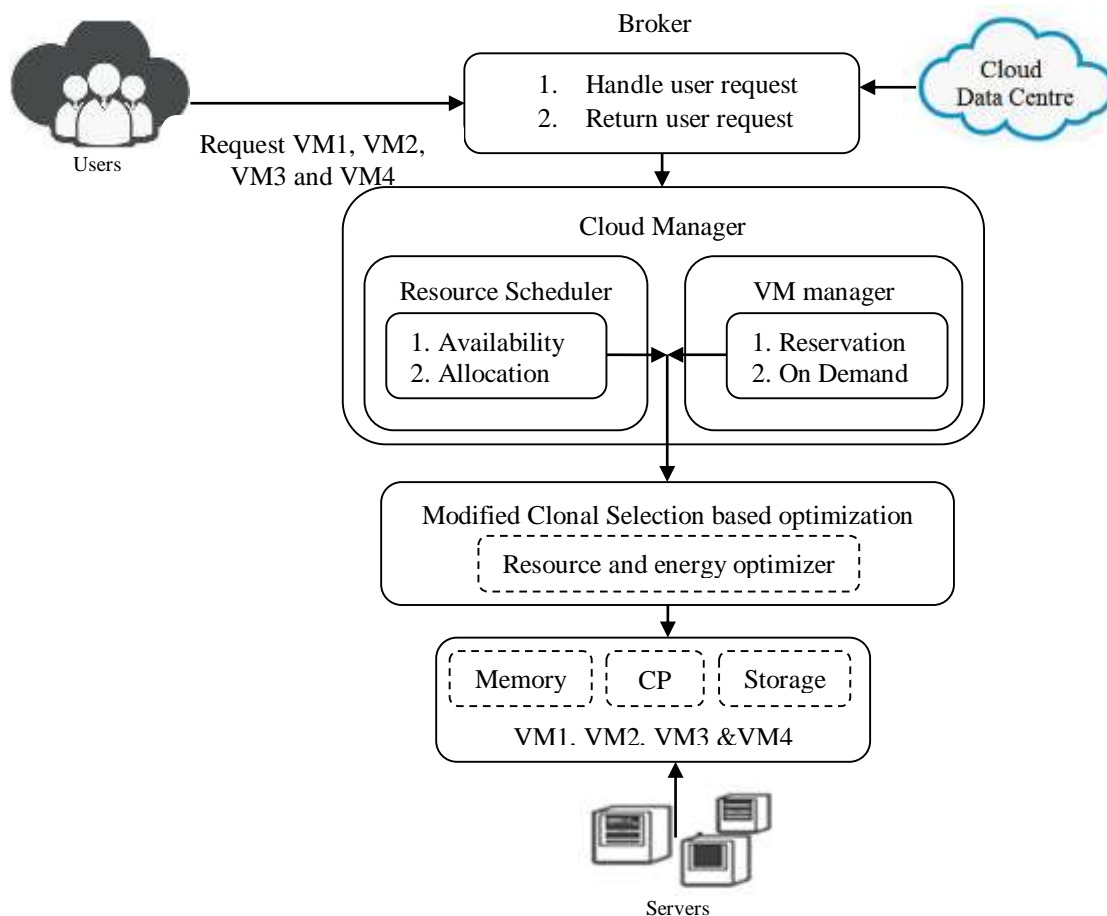 Broker
1. Handle user request
2. Return user request
Cloud
Data Centre
Users
Request VM1, VM2,
VM3 and VM4
Cloud Manager
Resource Scheduler
1. Availability
2. Allocation
VM manager
1. Reservation
2. On Demand
Modified Clonal Selection based optimization
Resource and energy optimizer
Memory
CP
Storage
VM1, VM2, VM3 &VM4
Servers